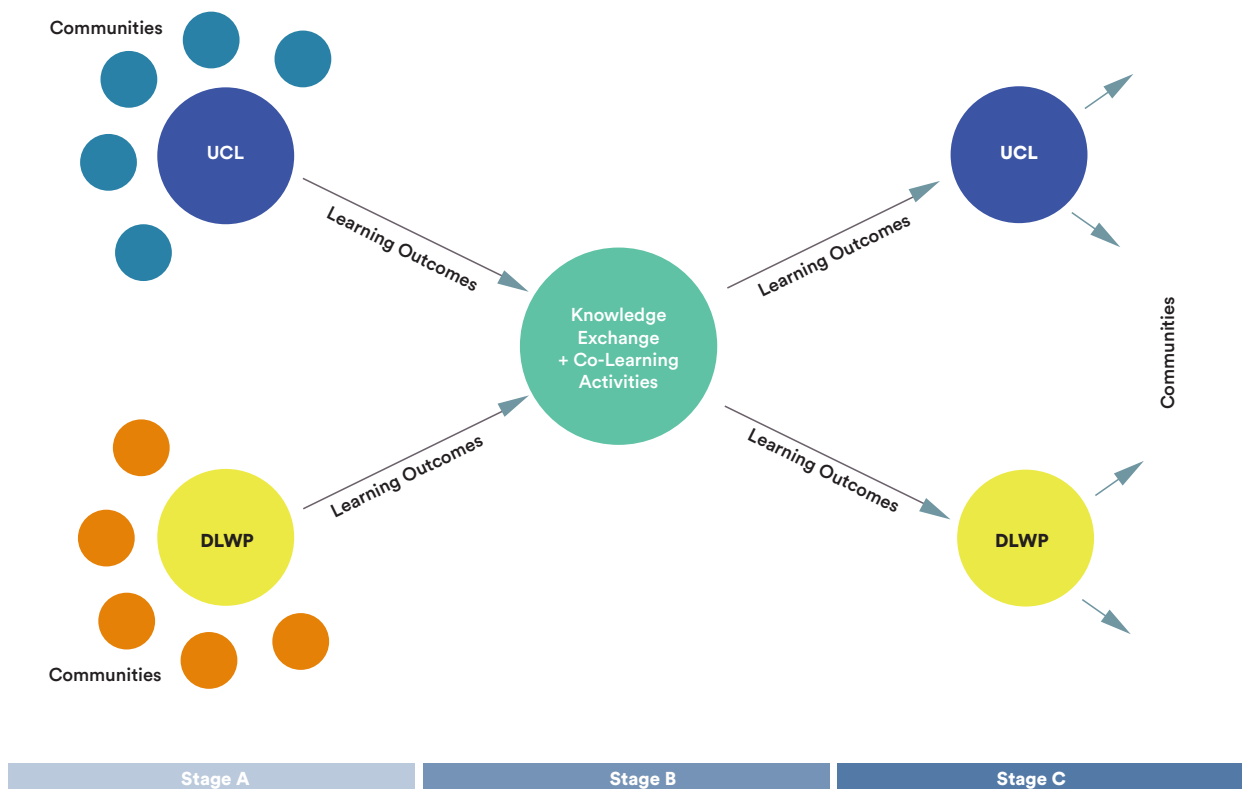 Communities
UCL
Learning Outcomes
DLWP
Communities
Learning Outcomes
Knowledge
Exchange
+ Co-Learning
Activities
Learning Outcomes
UCL
Learning Outcomes
DLWP
Communities
Stage A
Stage B
Stage C